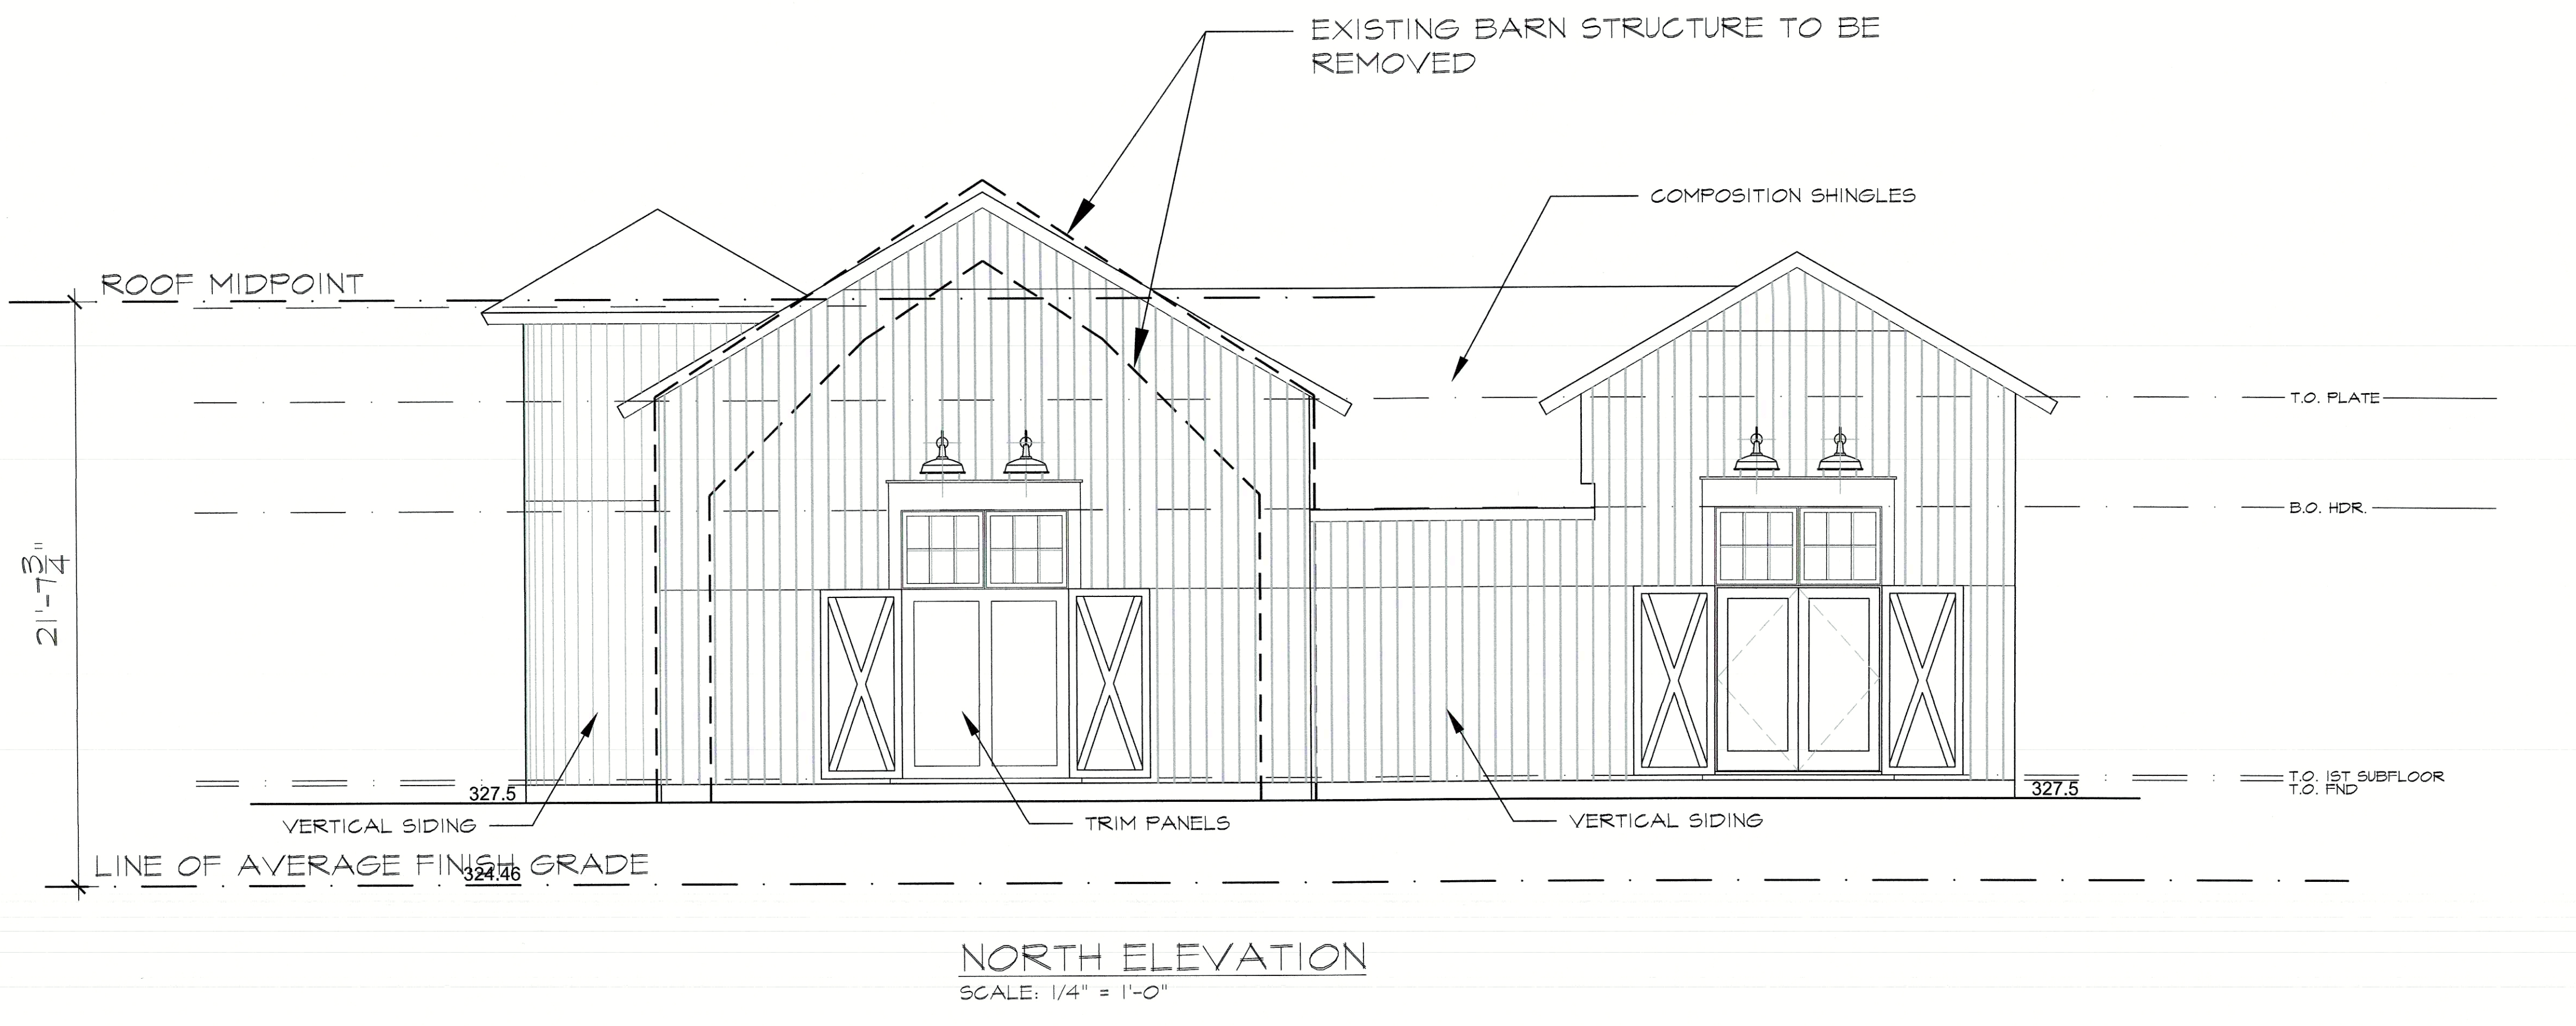 EXISTING BARN STRUCTURE TO BE
REMOVED
COMPOSITION SHINGLES
ROOF MIDPOINT
T.O. PLATE
B.O. HDR.
21'-7 3/4"
T.O. 1ST SUBFLOOR
T.O. FND
327.5
327.5
VERTICAL SIDING
TRIM PANELS
VERTICAL SIDING
LINE OF AVERAGE FINISH GRADE
324.46
NORTH ELEVATION
SCALE: 1/4" = 1'-0"